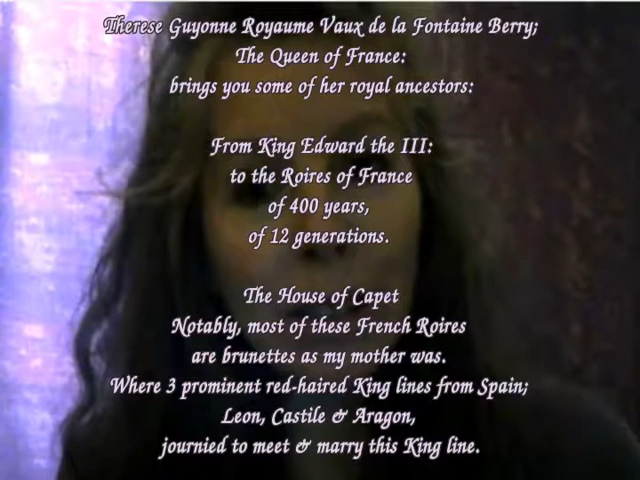 Therese Guyonne Royaume Vaux de la Fontaine Berry;
The Queen of France:
brings you some of her royal ancestors:
From King Edward the III:
to the Roires of France
of 400 years,
of 12 generations.
The House of Capet
Notably, most of these French Roires
are brunettes as my mother was.
Where 3 prominent red-haired King lines from Spain;
Leon, Castile & Aragon,
journied to meet & marry this King line.